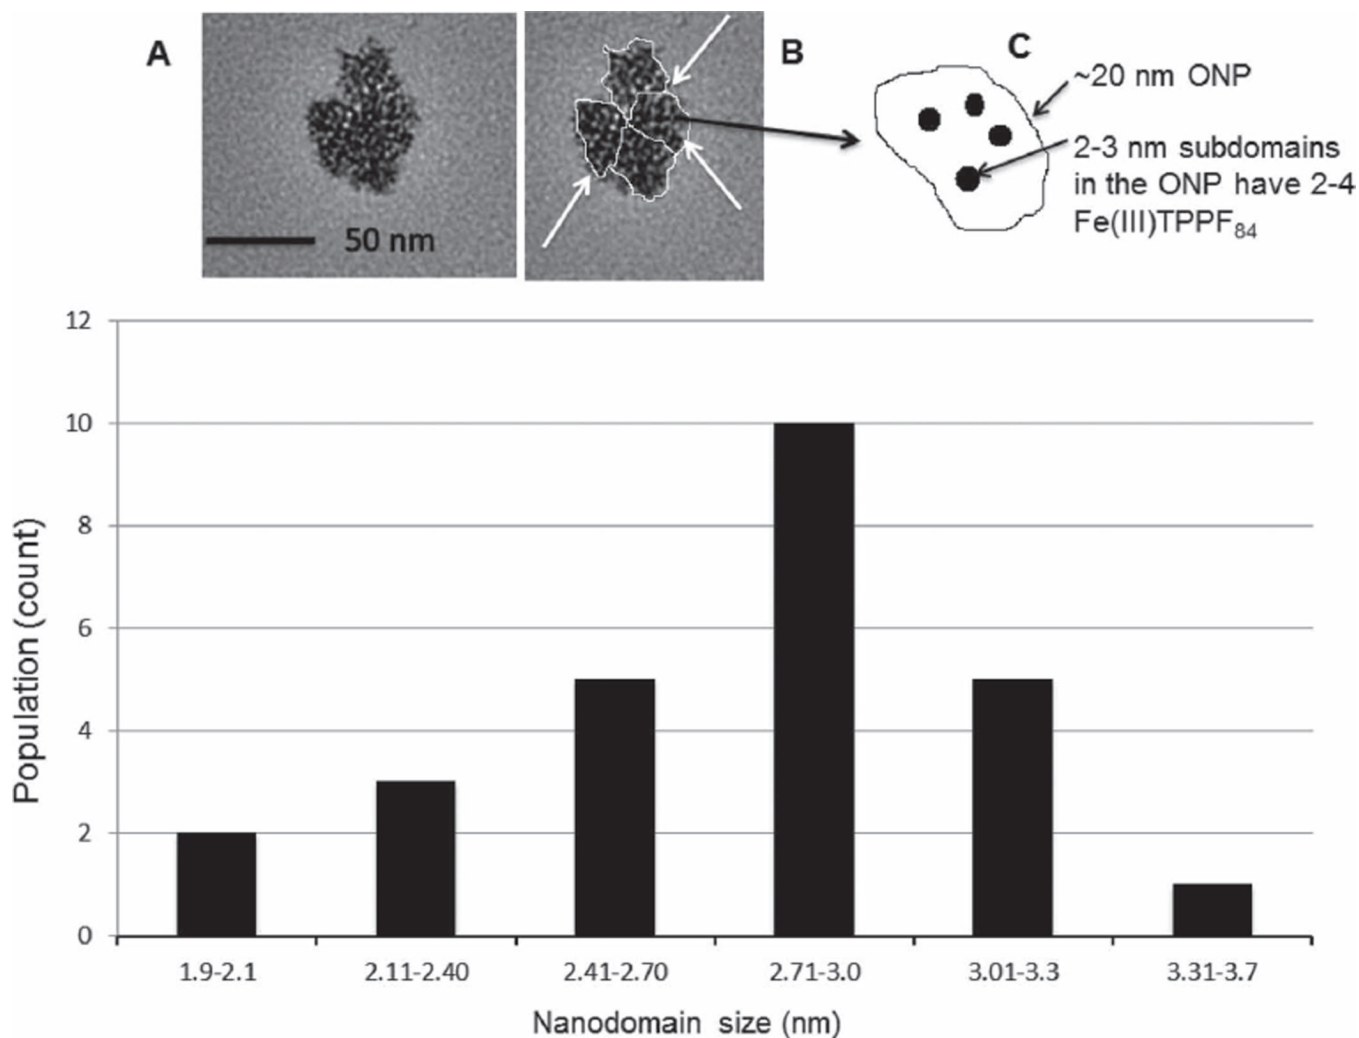 A
50 nm
B
C
~20 nm ONP
2-3 nm subdomains
in the ONP have 2-4
Fe(III)TPPF84
12
10
8
6
4
2
0
Population (count)
1.9-2.1
2.11-2.40
2.41-2.70
2.71-3.0
3.01-3.3
3.31-3.7
Nanodomain size (nm)